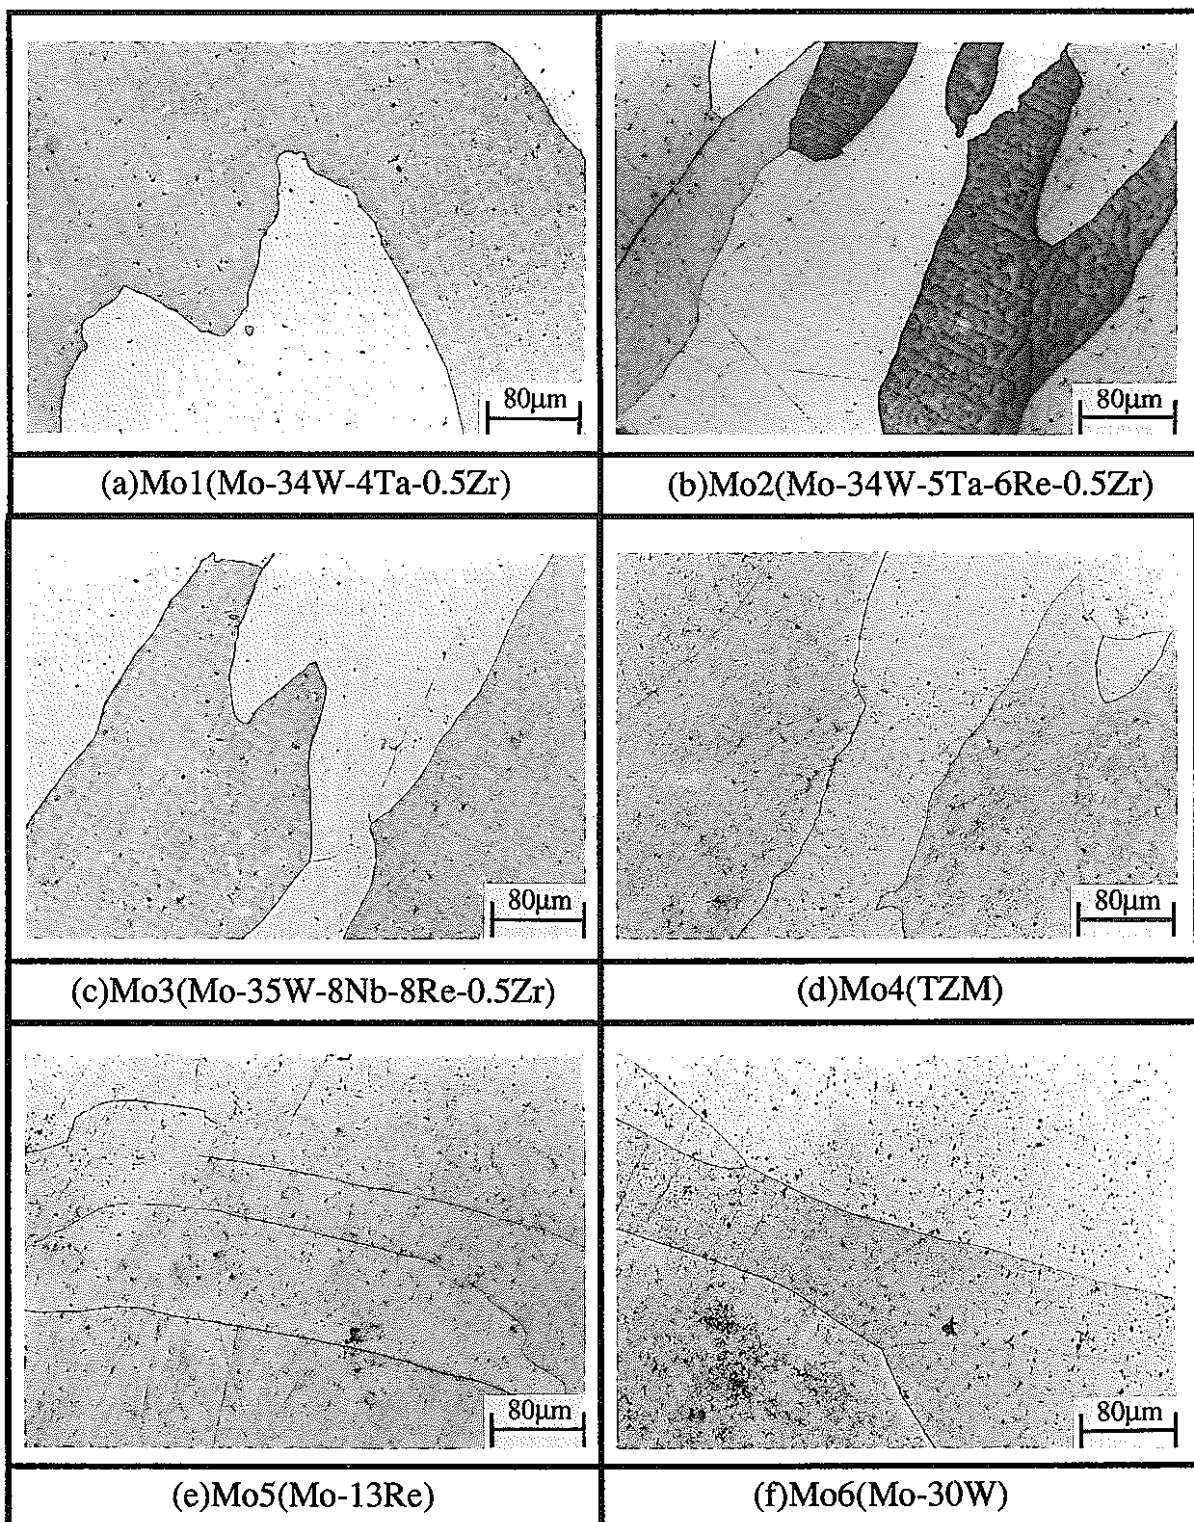 80μm
80μm
(a)Mo1(Mo-34W-4Ta-0.5Zr)
(b)Mo2(Mo-34W-5Ta-6Re-0.5Zr)
80μm
80μm
(c)Mo3(Mo-35W-8Nb-8Re-0.5Zr)
(d)Mo4(TZM)
80μm
80μm
(e)Mo5(Mo-13Re)
(f)Mo6(Mo-30W)